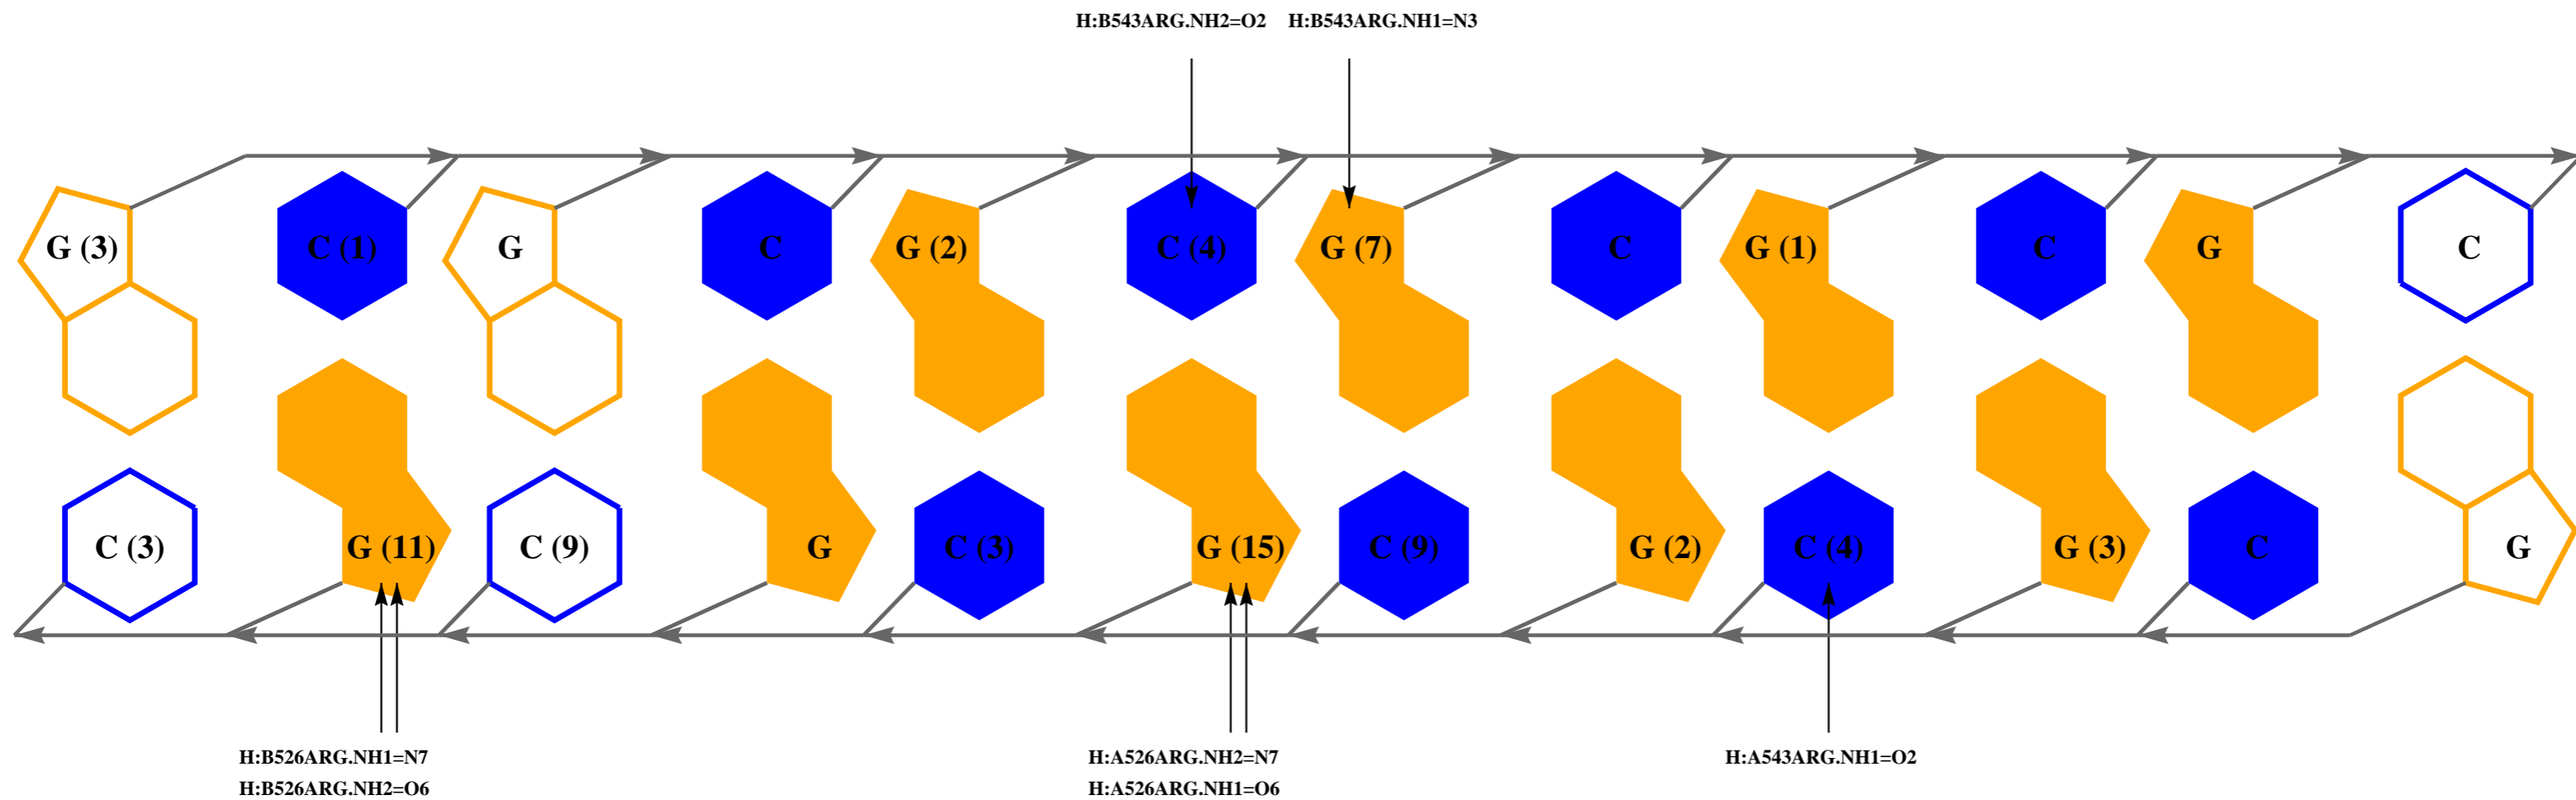 H:B543ARG.NH2=O2 H:B543ARG.NH1=N3
G (3) C (1) G C G (2) C (4) G (7) C G (1) C G C
C (3) G (11) C (9) G C (3) G (15) C (9) G (2) C (4) G (3) C G
H:B526ARG.NH1=N7 H:A526ARG.NH2=N7 H:A543ARG.NH1=O2
H:B526ARG.NH2=O6 H:A526ARG.NH1=O6